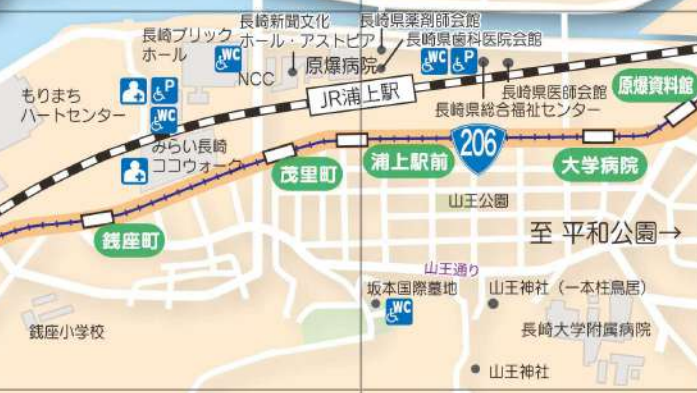 長崎新聞文化
ホール・アストピア
長崎県薬剤師会館
長崎県歯科医院会館
長崎ブリック
ホール
WC
NCC
原爆病院
WC
P
長崎県医師会館
長崎県総合福祉センター
原爆資料館
JR浦上駅
もりまち
ハートセンター
P
WC
みらい長崎
ココウォーク
206
茂里町
浦上駅前
大学病院
山王公園
銭座町
至 平和公園→
山王通り
坂本国際墓地
WC
山王神社（一本柱鳥居）
銭座小学校
長崎大学附属病院
山王神社